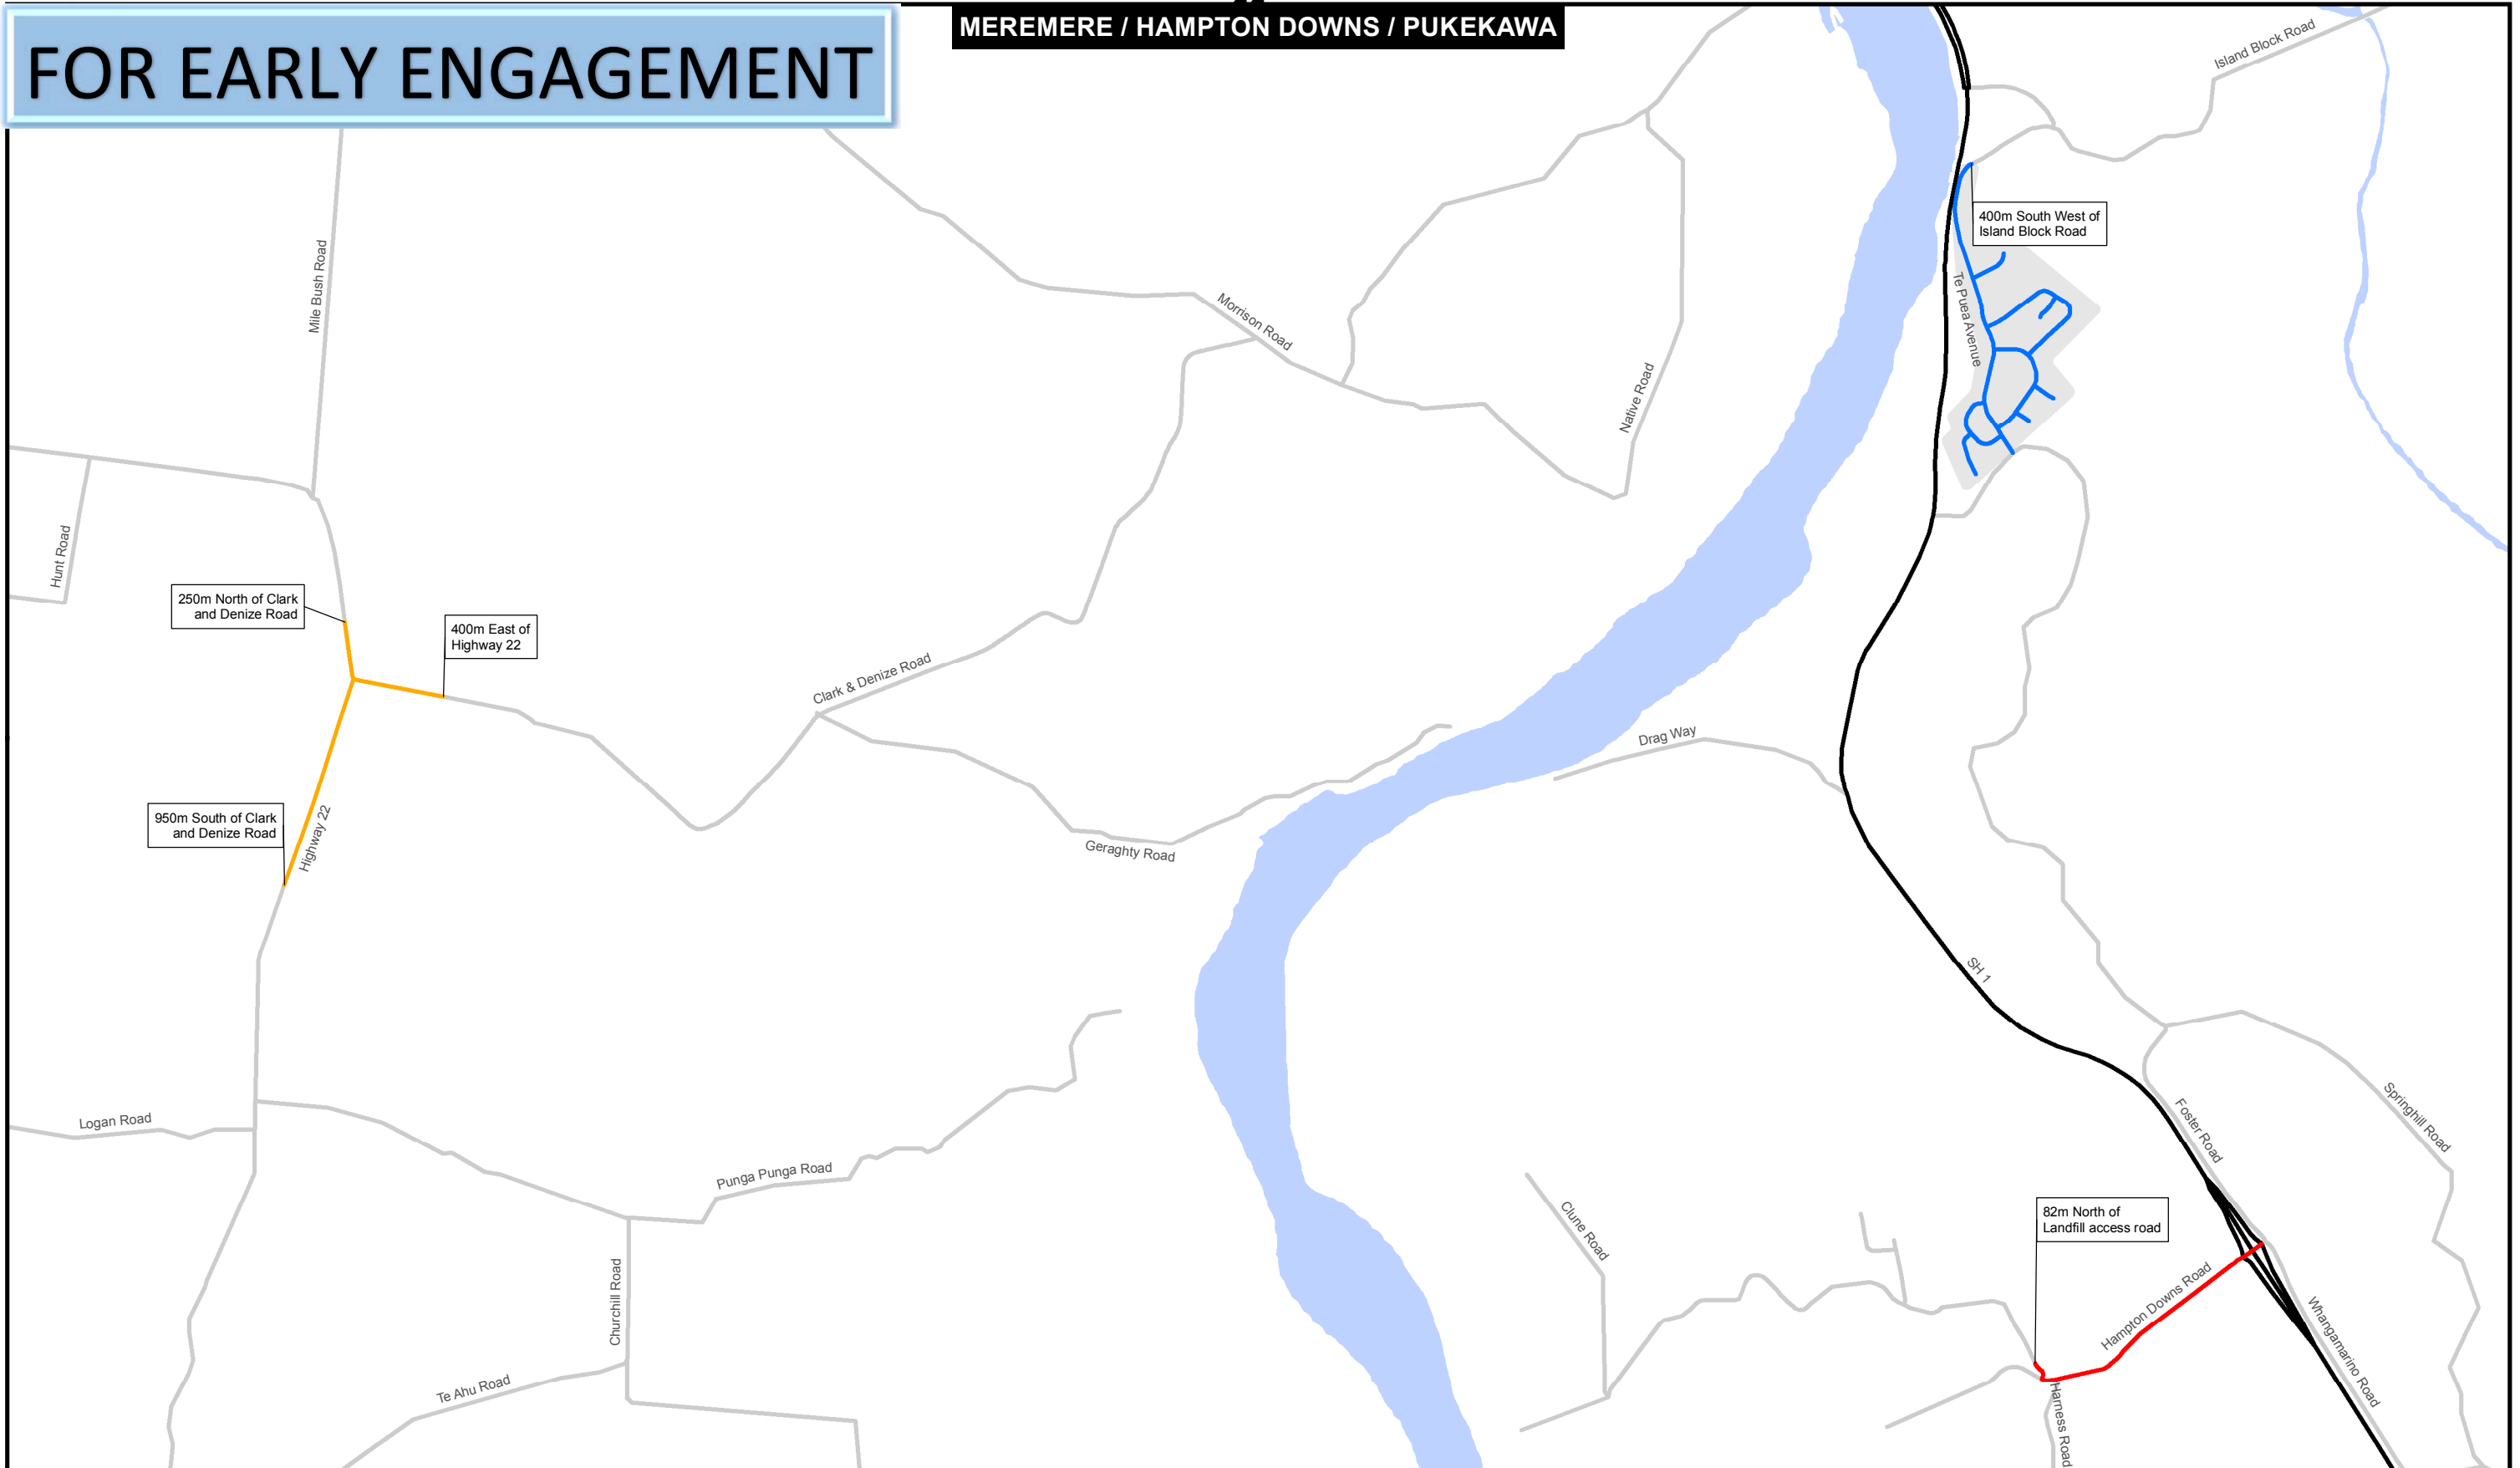 FOR EARLY ENGAGEMENT
MEREMERE / HAMPTON DOWNS / PUKEKAWA
Island Block Road
400m South West of
Island Block Road
Mile Bush Road
Te Puea Avenue
Morrison Road
Native Road
Hunt Road
250m North of Clark
and Denize Road
400m East of
Highway 22
Clark & Denize Road
Drag Way
950m South of Clark
and Denize Road
Highway 22
Geraghty Road
SH 1
Logan Road
Punga Punga Road
Foster Road
Springhill Road
Clune Road
82m North of
Landfill access road
Churchill Road
Hampton Downs Road
Whangamarino Road
Te Ahu Road
Harness Road